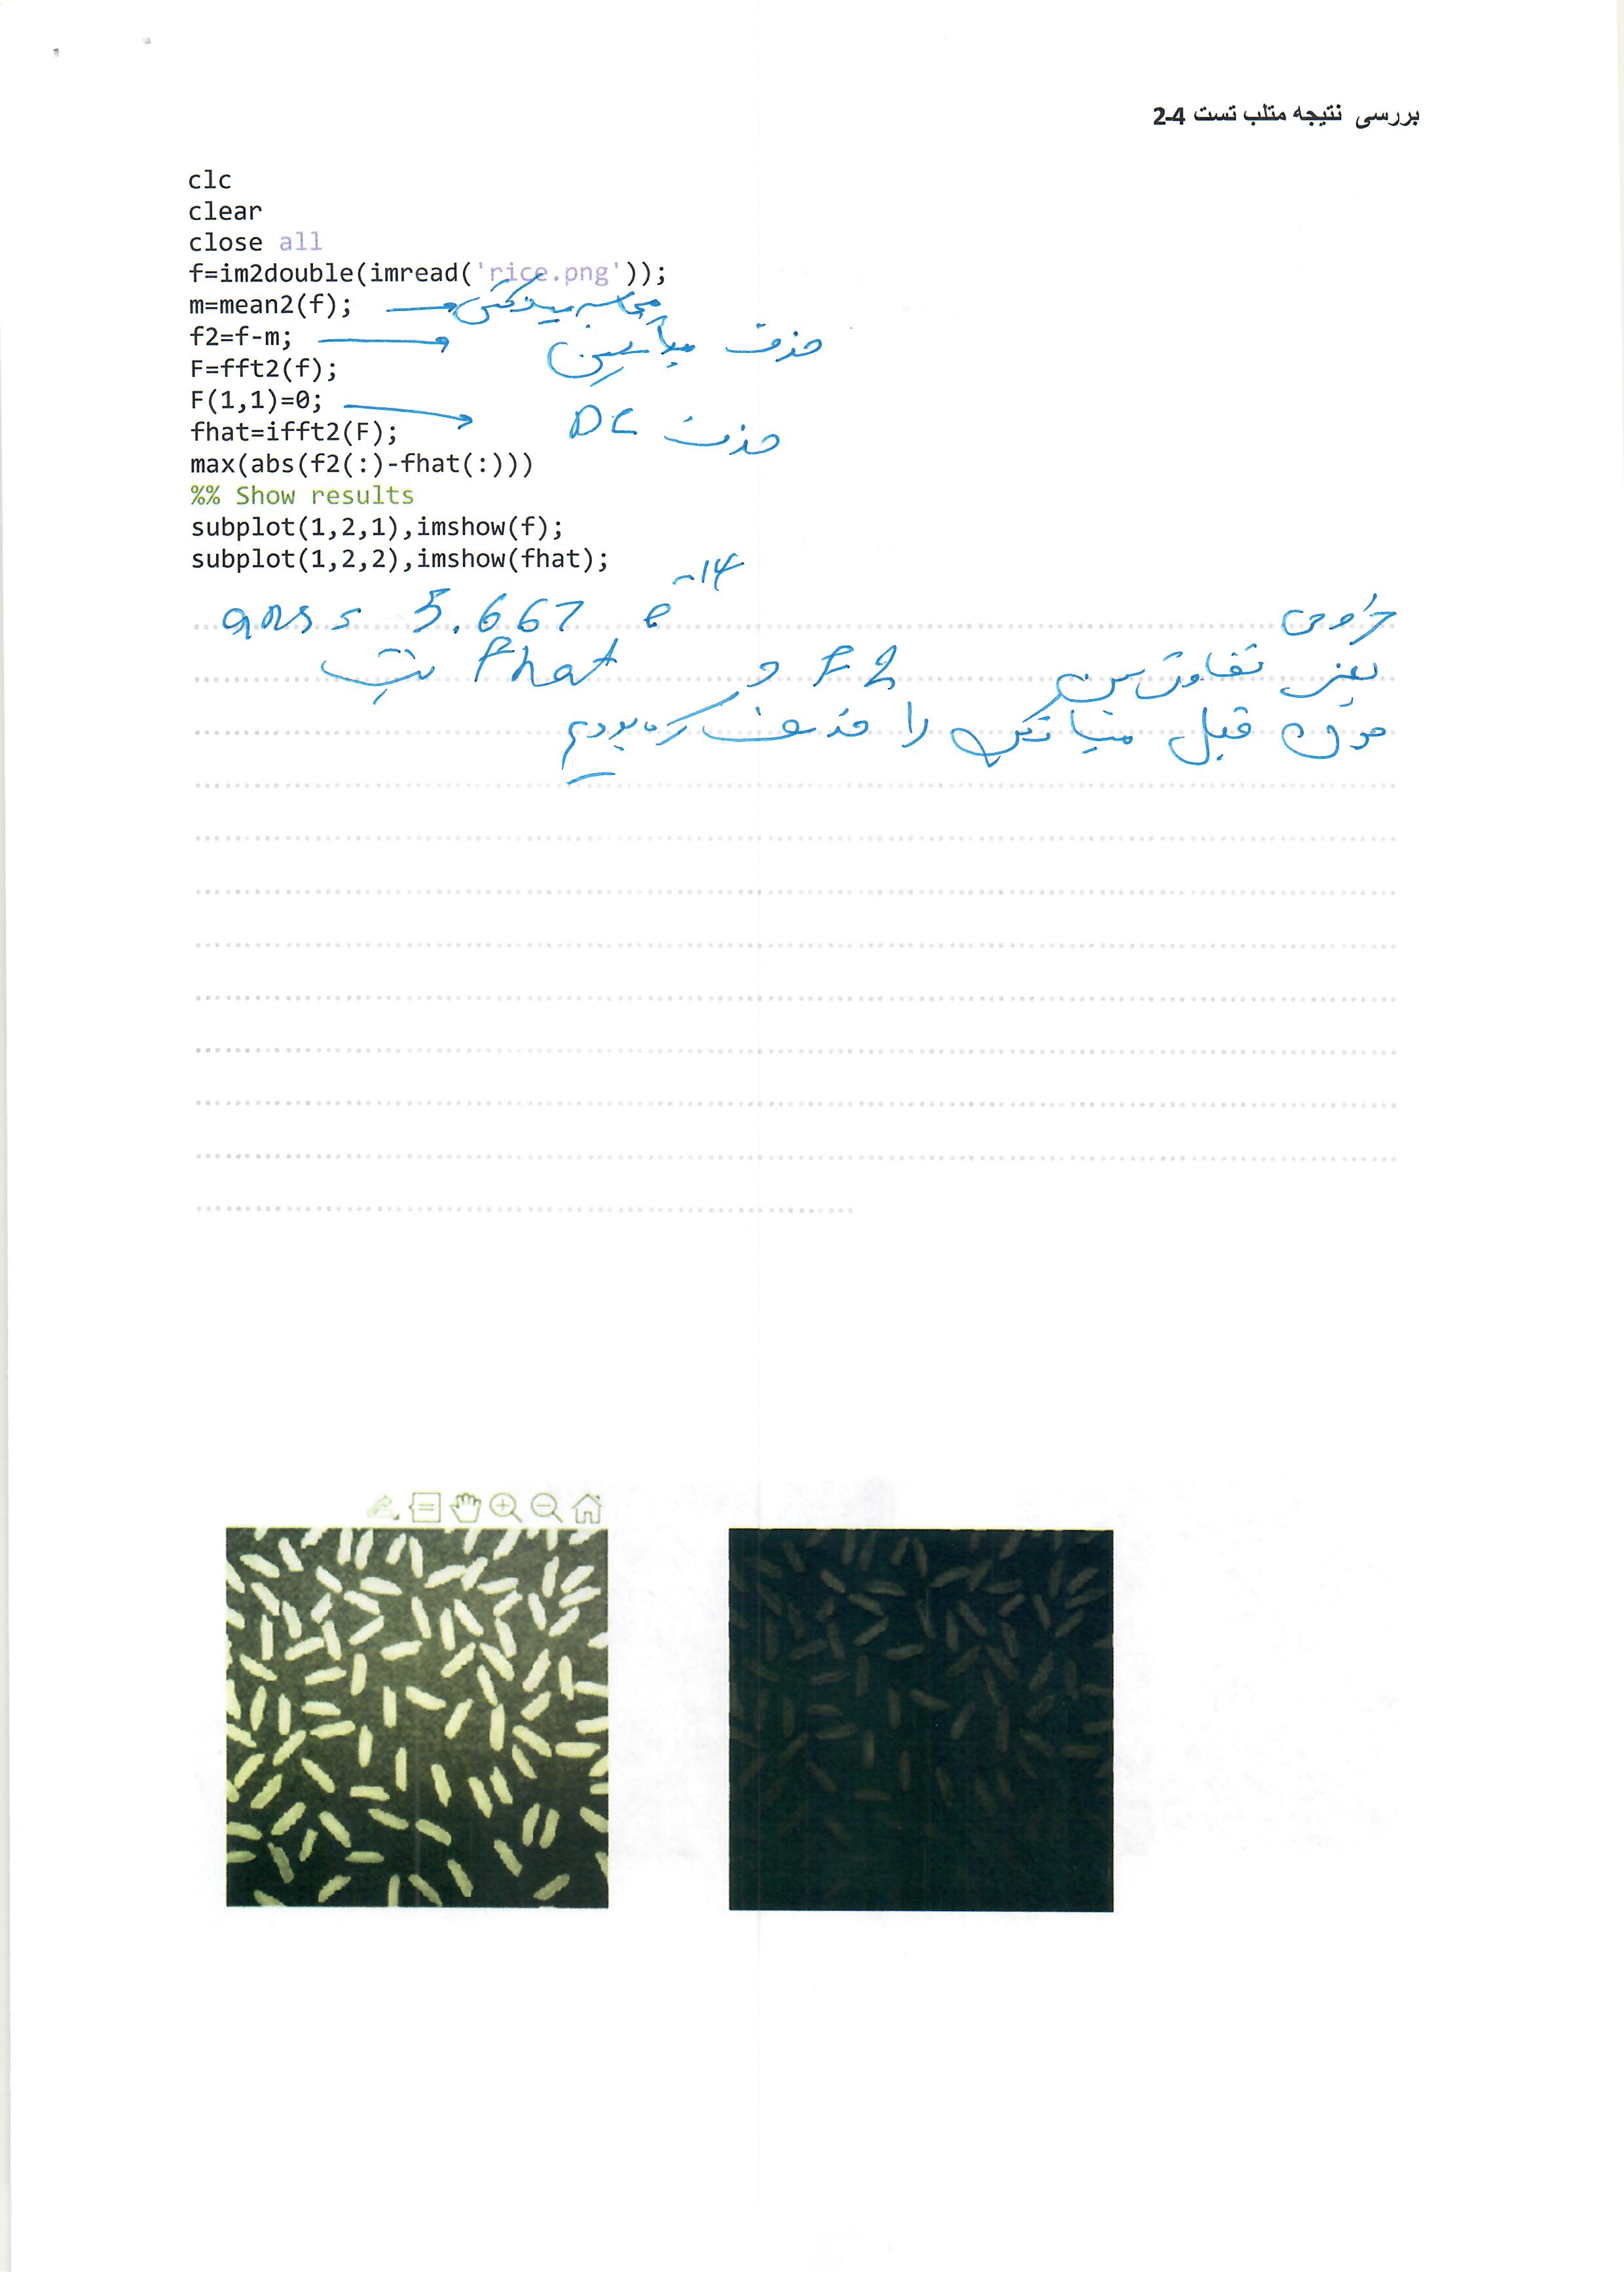 بررسی نتیجه متلب تست 4-2
clc
clear
close all
f=im2double(imread('rice.png'));
m=mean2(f); محاسبه میانگین
f2=f-m; حذف میانگین
F=fft2(f);
F(1,1)=0; حذف DC
fhat=ifft2(F);
max(abs(f2(:)-fhat(:)))
%% Show results
subplot(1,2,1),imshow(f);
subplot(1,2,2),imshow(fhat);
خروجی ans = 5.667 e-14
یعنی تفاوت بین f2 و fhat نیست
چون قبل میانگین را حذف کرده بودیم